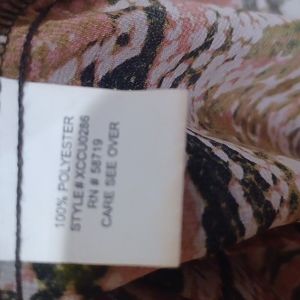 100% POLYESTER
STYLE# XCCU0286
RN # 58719
CARE SEE OVER